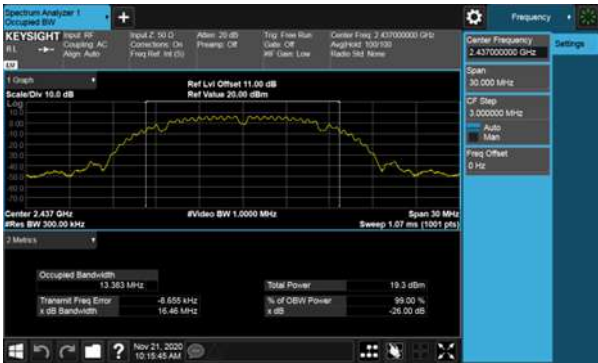 Spectrum Analyzer 1
Occupied BW
+
Frequency
KEYSIGHT
Input: RF
Coupling: AC
Align: Auto
Input Z: 50 Ω
Corrections: On
Freq Ref: Int (S)
Atten: 20 dB
Preamp: Off
Trig: Free Run
Gate: Off
#IF Gain: Low
Center Freq: 2.437000000 GHz
Avg|Hold: 100/100
Radio Std: None
Center Frequency
2.437000000 GHz
Settings
Span
30.000 MHz
CF Step
3.000000 MHz
Auto
Man
Freq Offset
0 Hz
1 Graph
Scale/Div 10.0 dB
Ref Lvl Offset 11.00 dB
Ref Value 20.00 dBm
Log
Center 2.437 GHz
#Res BW 300.00 kHz
#Video BW 1.0000 MHz
Span 30 MHz
Sweep 1.07 ms (1001 pts)
2 Metrics
Occupied Bandwidth
13.383 MHz
Total Power
19.3 dBm
Transmit Freq Error
-8.655 kHz
% of OBW Power
99.00 %
x dB Bandwidth
16.46 MHz
x dB
-26.00 dB
?
Nov 21, 2020
10:15:45 AM